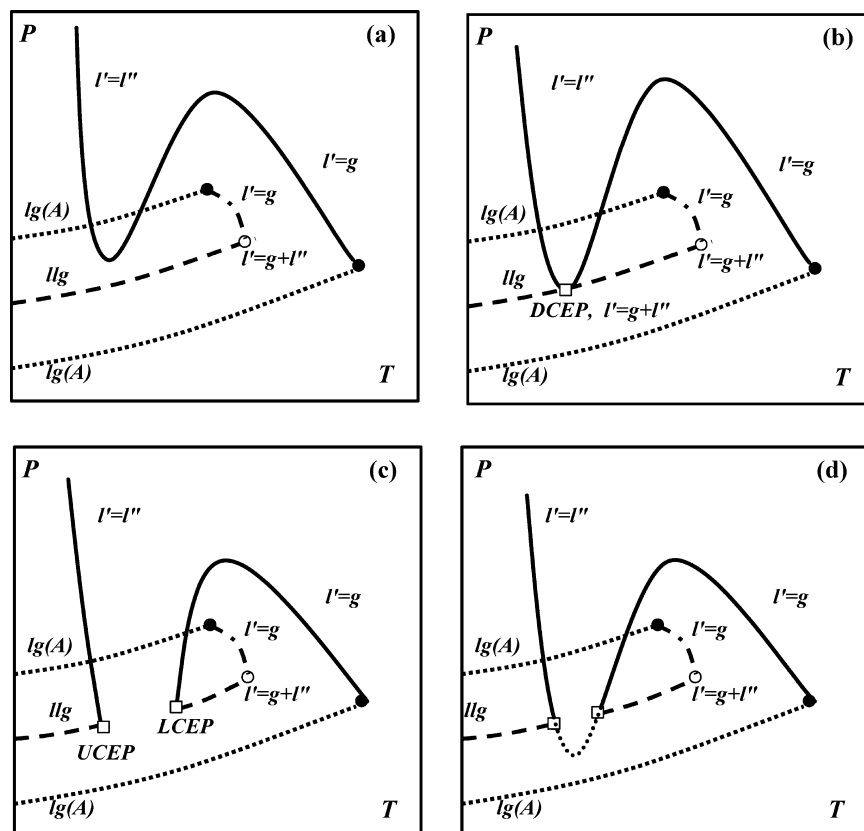 P
(a)
l'=l''
l'=g
lg(A)
l'=g
llg
l'=g+l''
lg(A)
T
P
(b)
l'=l''
l'=g
lg(A)
l'=g
llg
l'=g+l''
DCEP, l'=g+l''
lg(A)
T
P
(c)
l'=l''
l'=g
lg(A)
l'=g
llg
l'=g+l''
UCEP
LCEP
lg(A)
T
P
(d)
l'=l''
l'=g
lg(A)
l'=g
llg
l'=g+l''
lg(A)
T